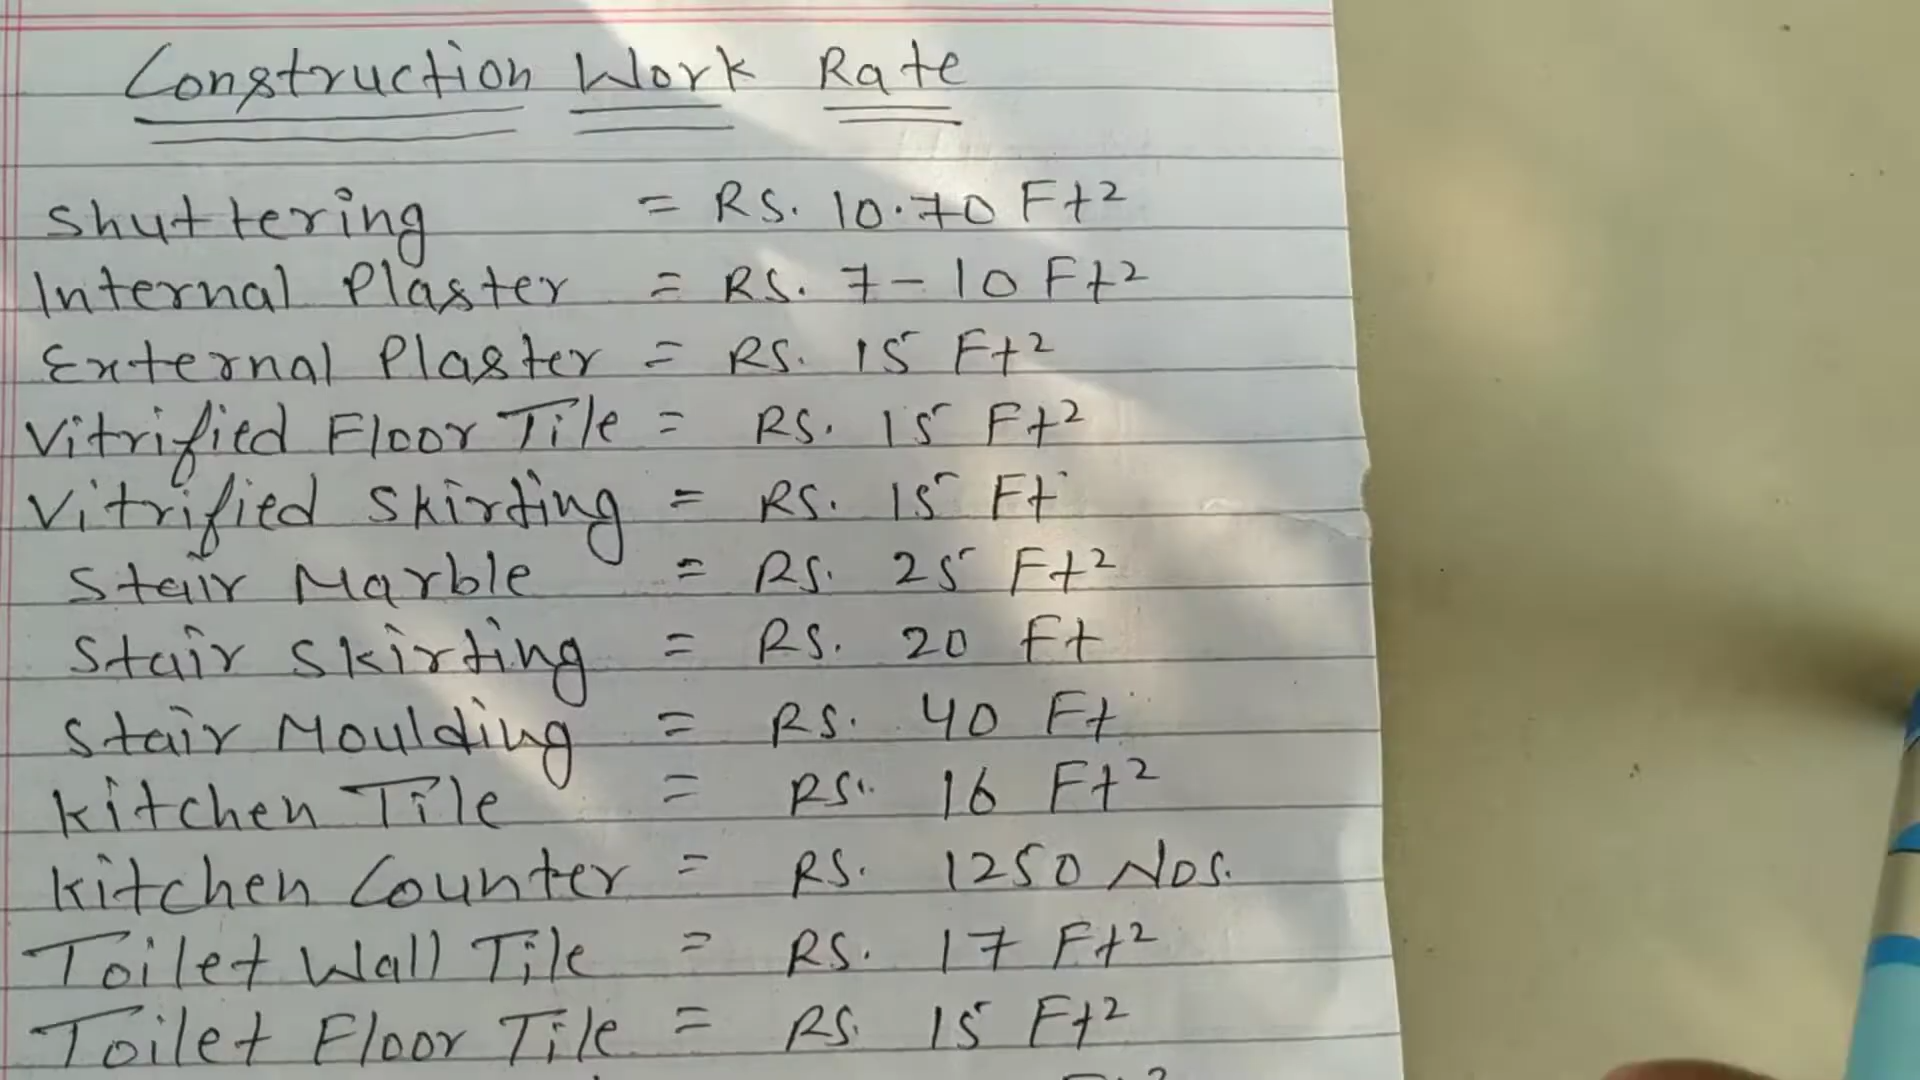 Construction Work Rate
Shuttering = RS. 10.70 Ft²
Internal Plaster = RS. 7-10 Ft²
External Plaster = RS. 15 Ft²
Vitrified Floor Tile = RS. 15 Ft²
Vitrified Skirting = RS. 15 Ft
Stair Marble = RS. 25 Ft²
Stair Skirting = RS. 20 Ft
Stair Moulding = RS. 40 Ft
Kitchen Tile = RS. 16 Ft²
Kitchen Counter = RS. 1250 Nos.
Toilet Wall Tile = RS. 17 Ft²
Toilet Floor Tile = RS. 15 Ft²